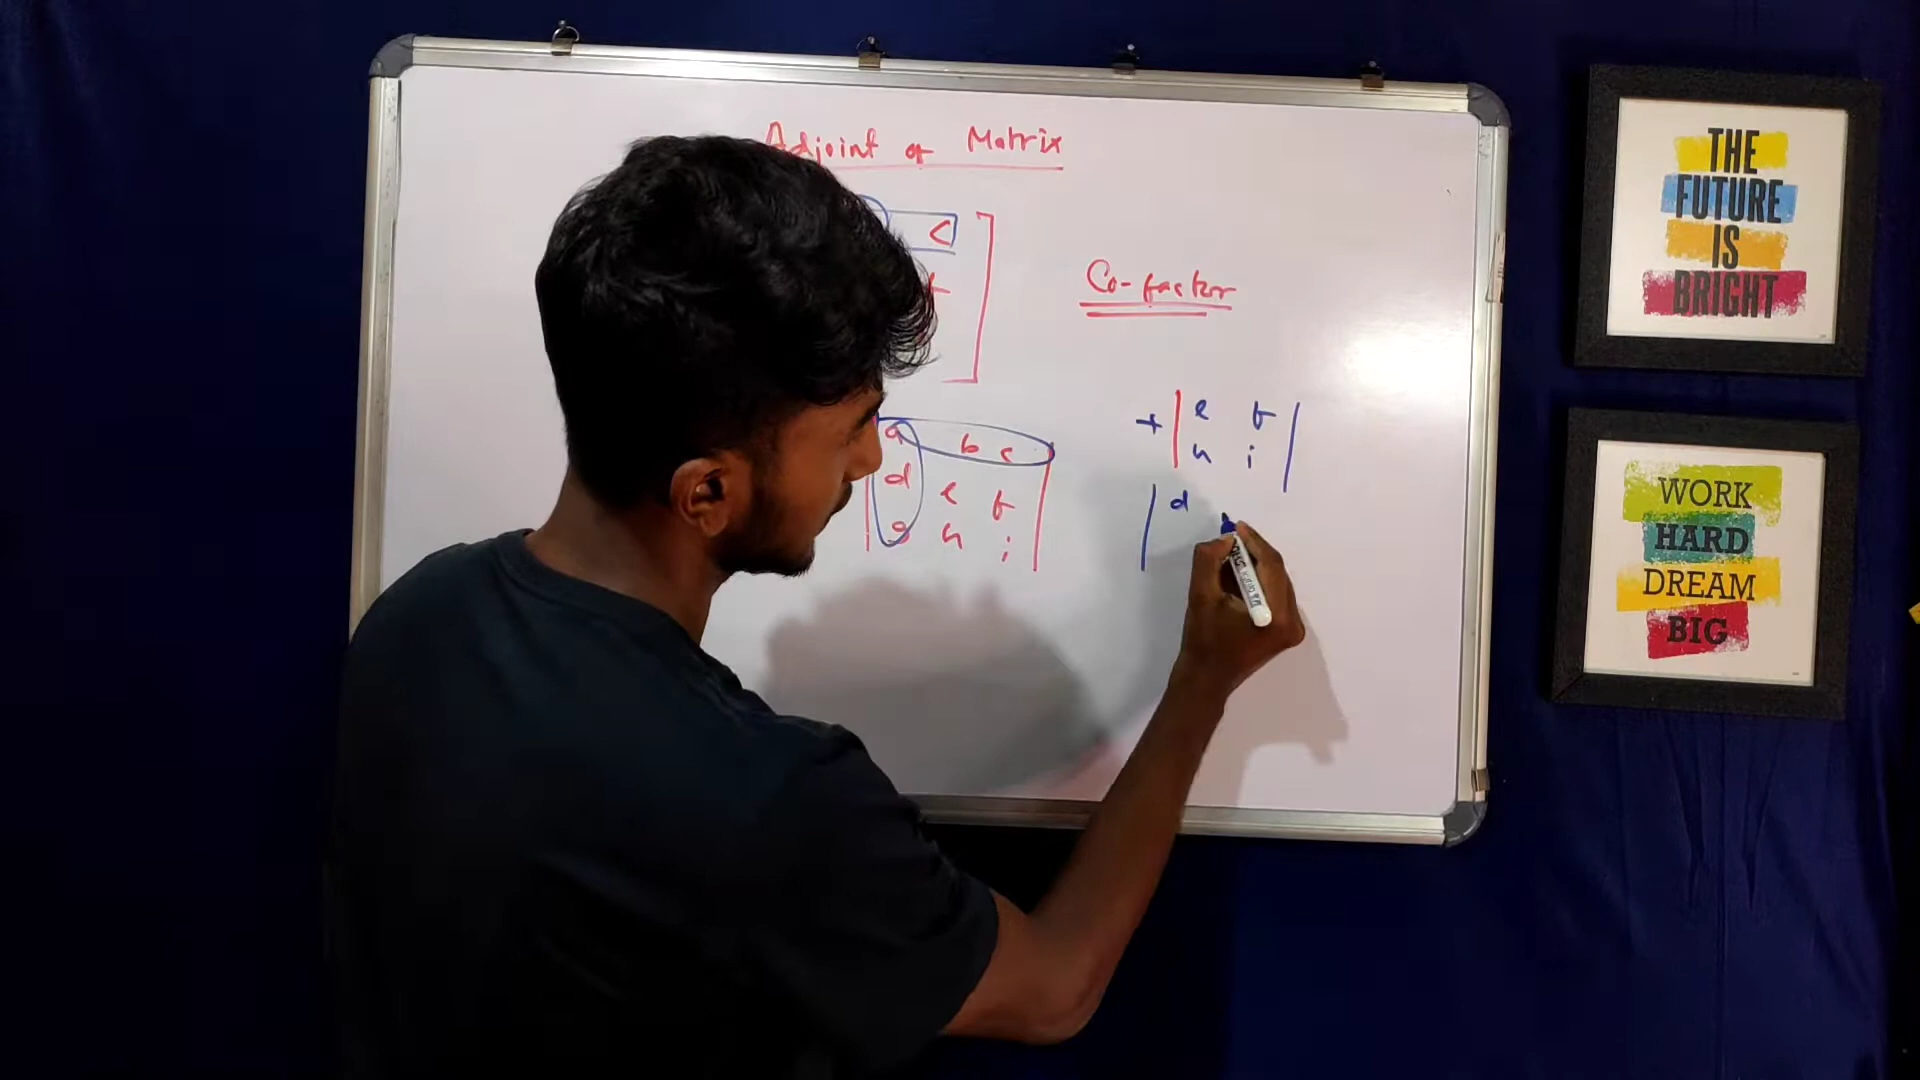 Adjoint of Matrix
c
f
Co-factor
a b c
d e f
g h i
+ e f
h i
d
THE
FUTURE
IS
BRIGHT
WORK
HARD
DREAM
BIG